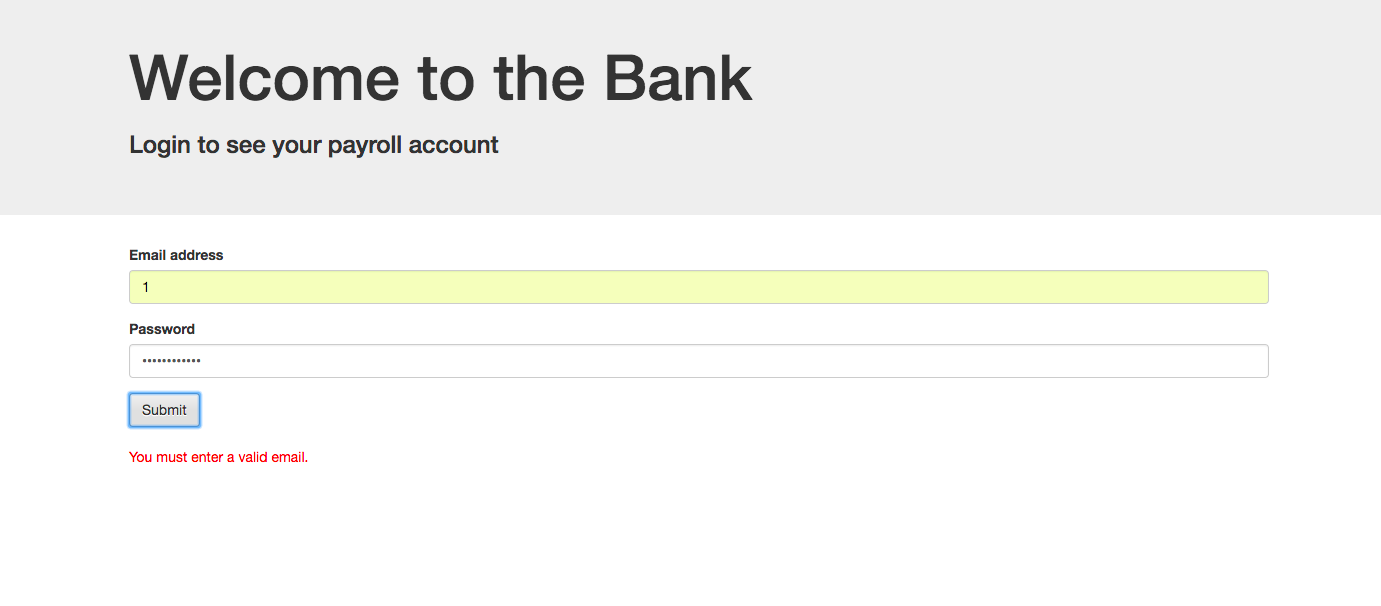 Welcome to the Bank
Login to see your payroll account
Email address
1
Password
••••••••••••
Submit
You must enter a valid email.